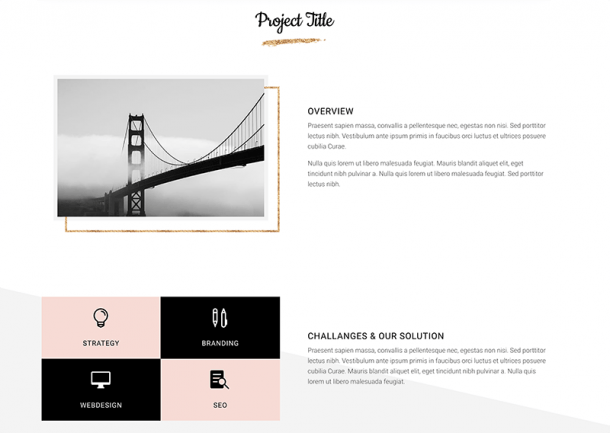 Project Title
OVERVIEW
Praesent sapien massa, convallis a pellentesque nec, egestas non nisi. Sed porttitor
lectus nibh. Vestibulum ante ipsum primis in faucibus orci luctus et ultrices posuere
cubilia Curae.
Nulla quis lorem ut libero malesuada feugiat. Mauris blandit aliquet elit, eget
tincidunt nibh pulvinar a. Nulla quis lorem ut libero malesuada feugiat. Sed porttitor
lectus nibh.
STRATEGY
BRANDING
WEBDESIGN
SEO
CHALLANGES & OUR SOLUTION
Praesent sapien massa, convallis a pellentesque nec, egestas non nisi. Sed porttitor
lectus nibh. Vestibulum ante ipsum primis in faucibus orci luctus et ultrices posuere
cubilia Curae. Mauris blandit aliquet elit, eget tincidunt nibh pulvinar a. Nulla quis
lorem ut libero malesuada feugiat.